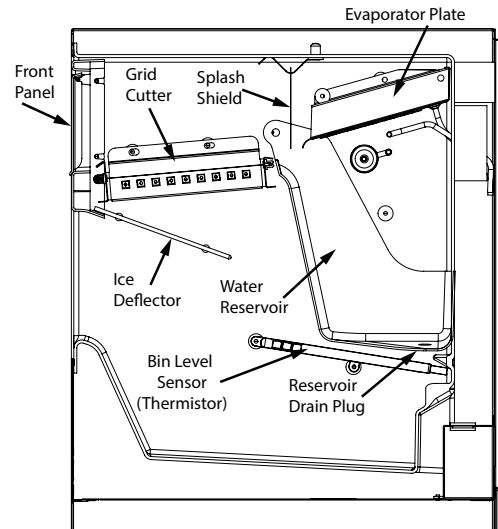 Evaporator Plate
Front
Panel
Grid
Cutter
Splash
Shield
Ice
Deflector
Water
Reservoir
Bin Level
Sensor
(Thermistor)
Reservoir
Drain Plug